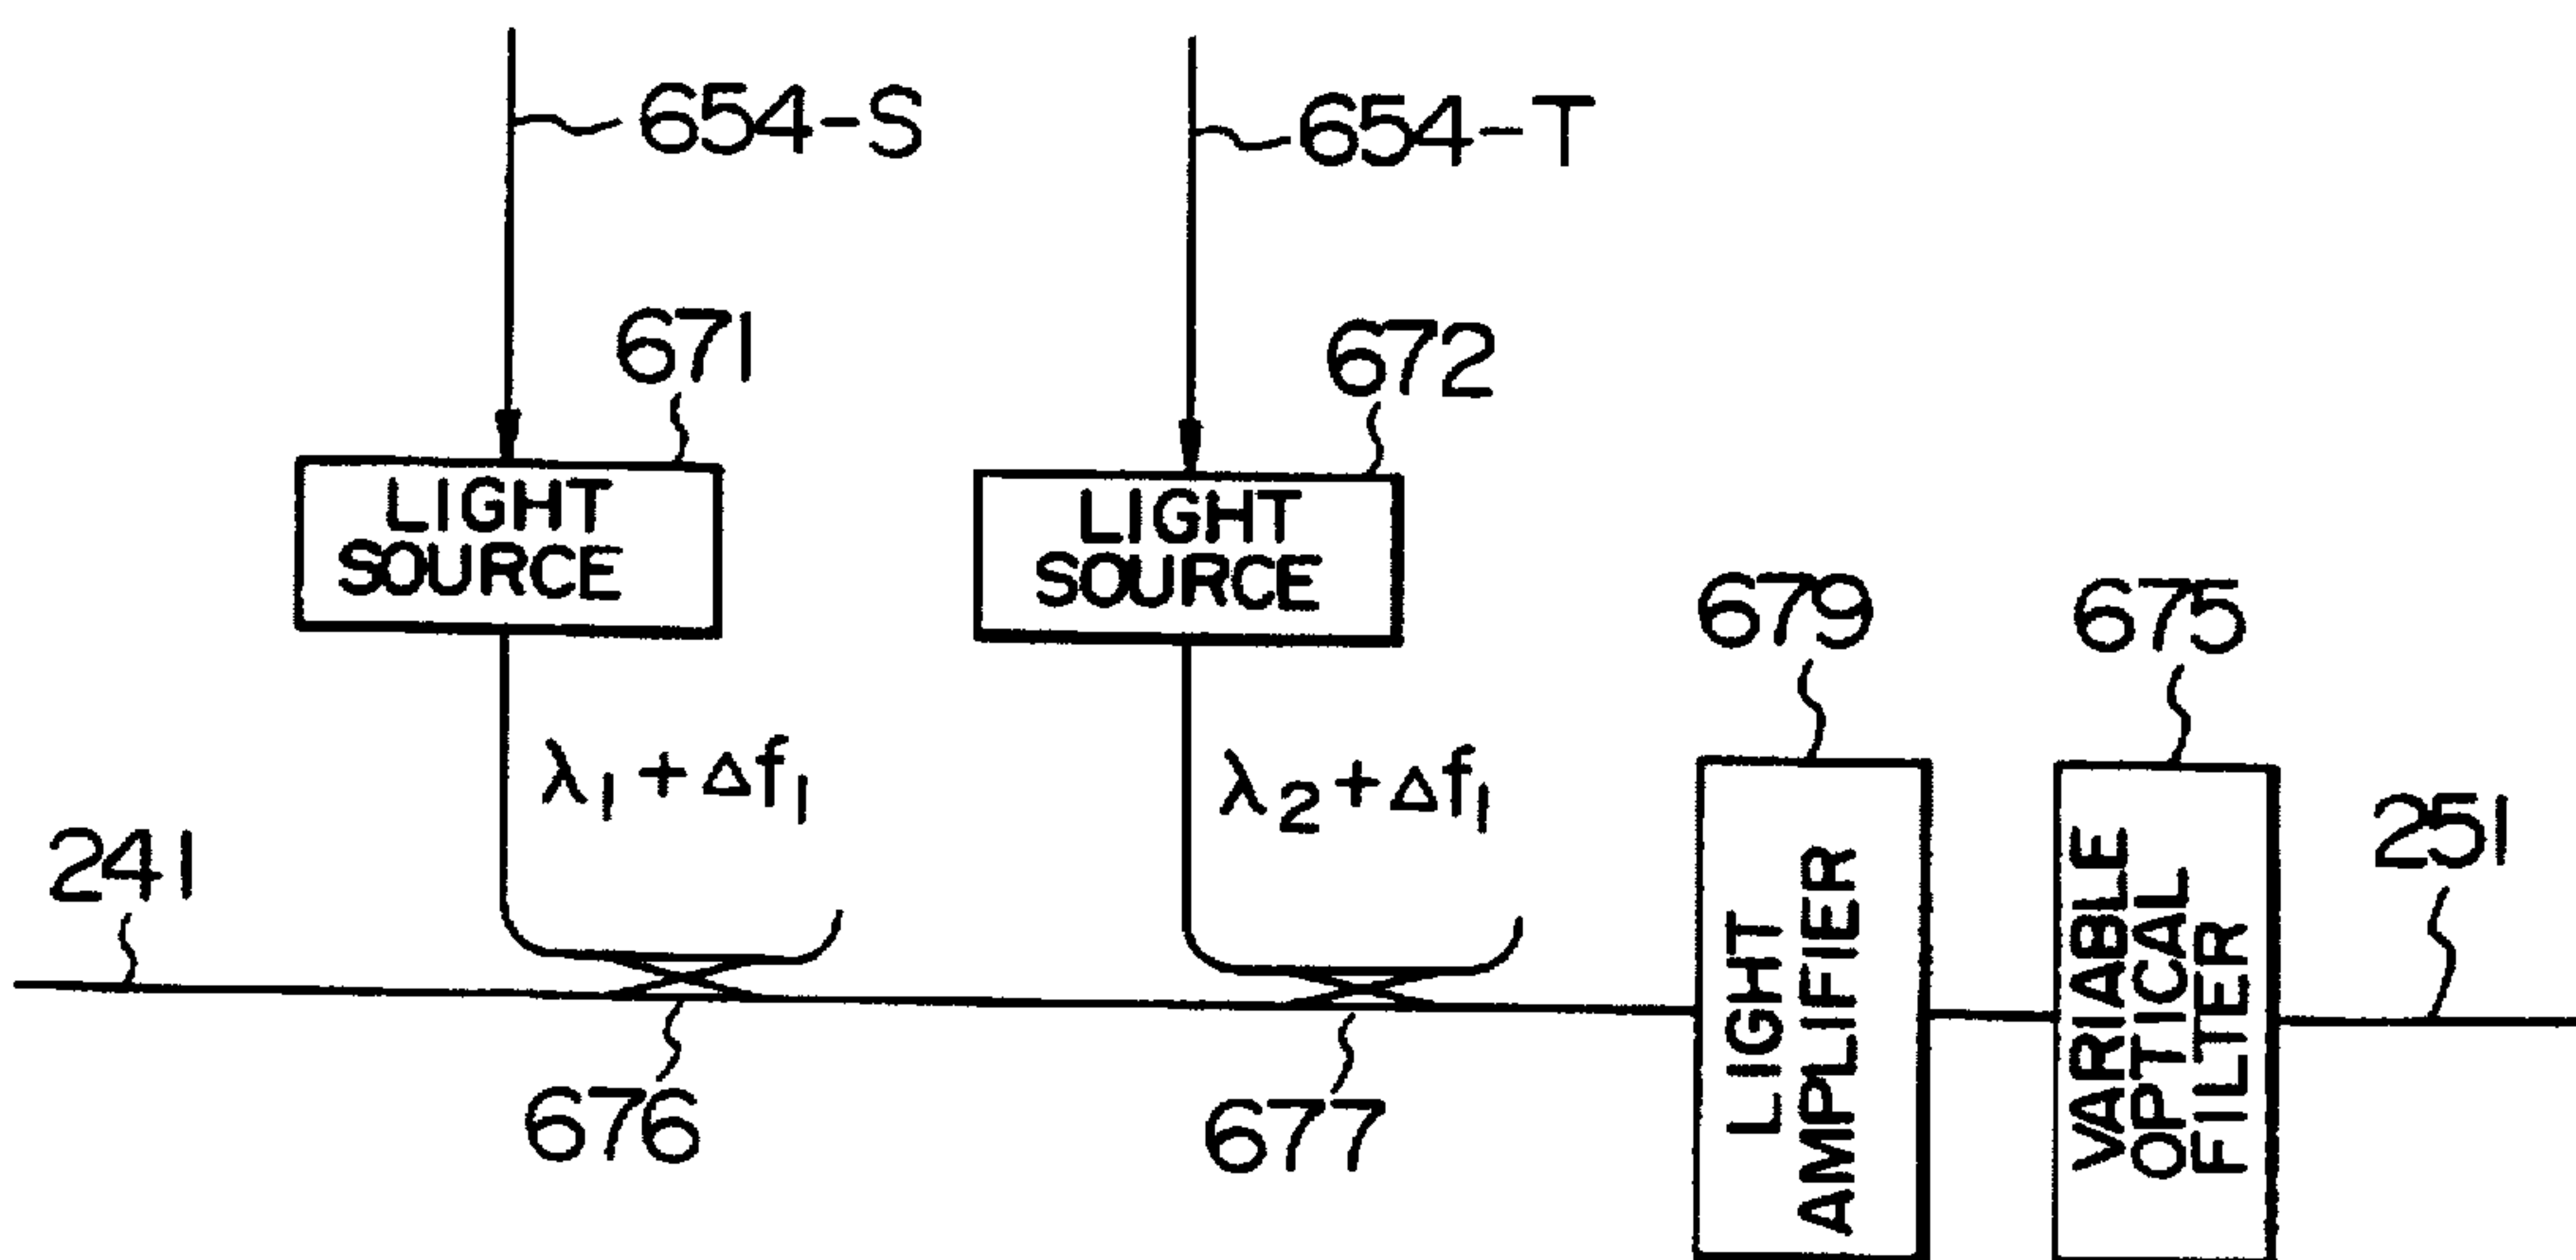 654-S
654-T
671
672
LIGHT
SOURCE
LIGHT
SOURCE
679
675
λ1 + Δf1
λ2 + Δf1
241
251
LIGHT
AMPLIFIER
VARIABLE
OPTICAL
FILTER
676
677